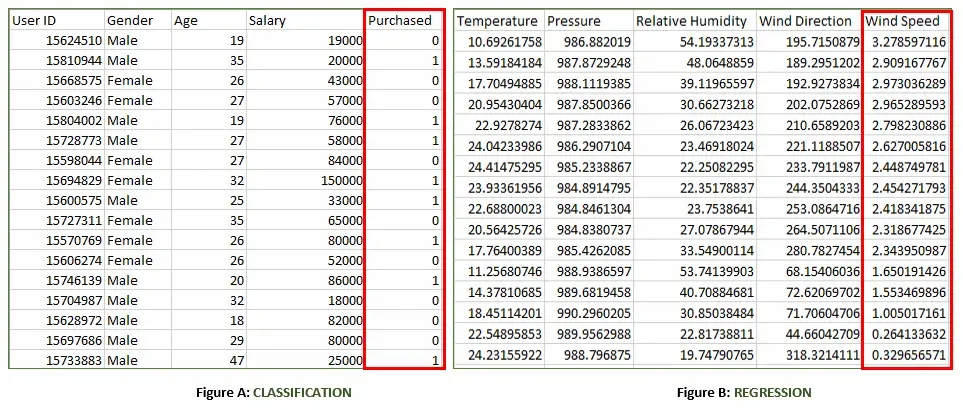 User ID Gender Age Salary Purchased
15624510 Male 19 19000 0
15810944 Male 35 20000 1
15668575 Female 26 43000 0
15603246 Female 27 57000 0
15804002 Male 19 76000 1
15728773 Male 27 58000 1
15598044 Female 27 84000 0
15694829 Female 32 150000 1
15600575 Male 25 33000 1
15727311 Female 35 65000 0
15570769 Female 26 80000 1
15606274 Female 26 52000 0
15746139 Male 20 86000 1
15704987 Male 32 18000 0
15628972 Male 18 82000 0
15697686 Male 29 80000 0
15733883 Male 47 25000 1
Figure A: CLASSIFICATION
Temperature Pressure Relative Humidity Wind Direction Wind Speed
10.69261758 986.882019 54.19337313 195.7150879 3.278597116
13.59184184 987.8729248 48.0648859 189.2951202 2.909167767
17.70494885 988.1119385 39.11965597 192.9273834 2.973036289
20.95430404 987.8500366 30.66273218 202.0752869 2.965289593
22.9278274 987.2833862 26.06723423 210.6589203 2.798230886
24.04233986 986.2907104 23.46918024 221.1188507 2.627005816
24.41475295 985.2338867 22.25082295 233.7911987 2.448749781
23.93361956 984.8914795 22.35178837 244.3504333 2.454271793
22.68800023 984.8461304 23.7538641 253.0864716 2.418341875
20.56425726 984.8380737 27.07867944 264.5071106 2.318677425
17.76400389 985.4262085 33.54900114 280.7827454 2.343950987
11.25680746 988.9386597 53.74139903 68.15406036 1.650191426
14.37810685 989.6819458 40.70884681 72.62069702 1.553469896
18.45114201 990.2960205 30.85038484 71.70604706 1.005017161
22.54895853 989.9562988 22.81738811 44.66042709 0.264133632
24.23155922 988.796875 19.74790765 318.3214111 0.329656571
Figure B: REGRESSION